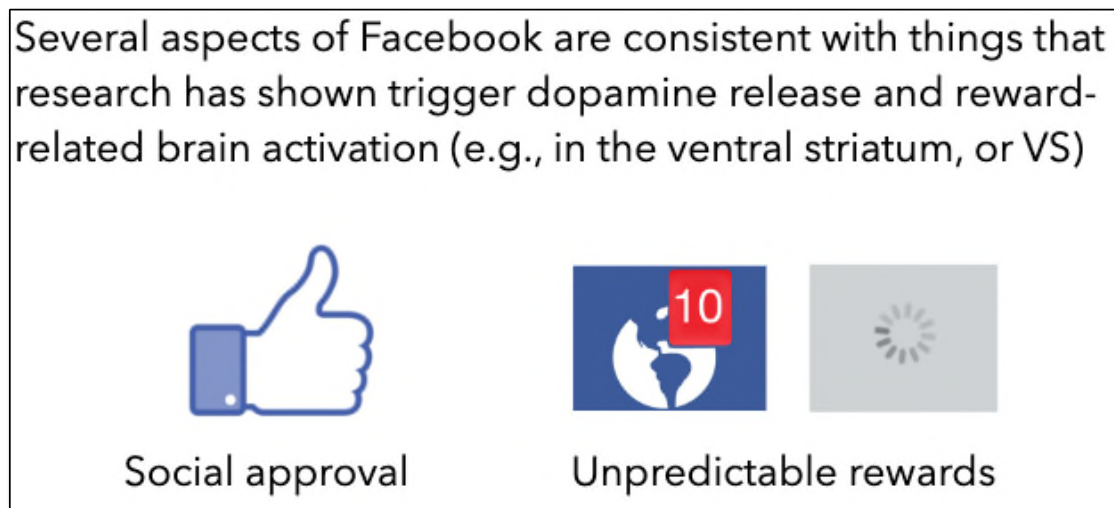 Several aspects of Facebook are consistent with things that
research has shown trigger dopamine release and reward-
related brain activation (e.g., in the ventral striatum, or VS)
10
Social approval
Unpredictable rewards